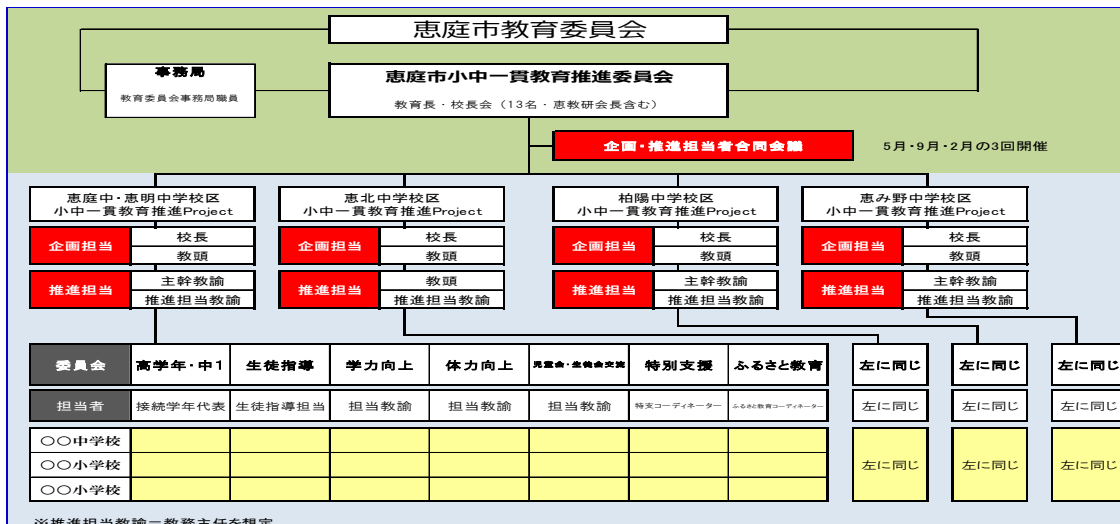 恵庭市教育委員会
事務局
教育委員会事務局職員
恵庭市小中一貫教育推進委員会
教育長・校長会（13名・恵教研会長含む）
企画・推進担当者合同会議
5月・9月・2月の3回開催
恵庭中・恵明中学校区
小中一貫教育推進Project
恵北中学校区
小中一貫教育推進Project
柏陽中学校区
小中一貫教育推進Project
恵み野中学校区
小中一貫教育推進Project
企画担当 校長 教頭
企画担当 校長 教頭
企画担当 校長 教頭
企画担当 校長 教頭
推進担当 主幹教諭 推進担当教諭
推進担当 教頭 推進担当教諭
推進担当 主幹教諭 推進担当教諭
推進担当 主幹教諭 推進担当教諭
委員会 高学年・中1 生徒指導 学力向上 体力向上 児童会・生徒会交流 特別支援 ふるさと教育 左に同じ 左に同じ 左に同じ
担当者 接続学年代表 生徒指導担当 担当教諭 担当教諭 担当教諭 特支コーディネーター ふるさと教育コーディネーター 左に同じ 左に同じ 左に同じ
〇〇中学校
〇〇小学校 左に同じ 左に同じ 左に同じ
〇〇小学校
※推進担当教諭＝教務主任を想定